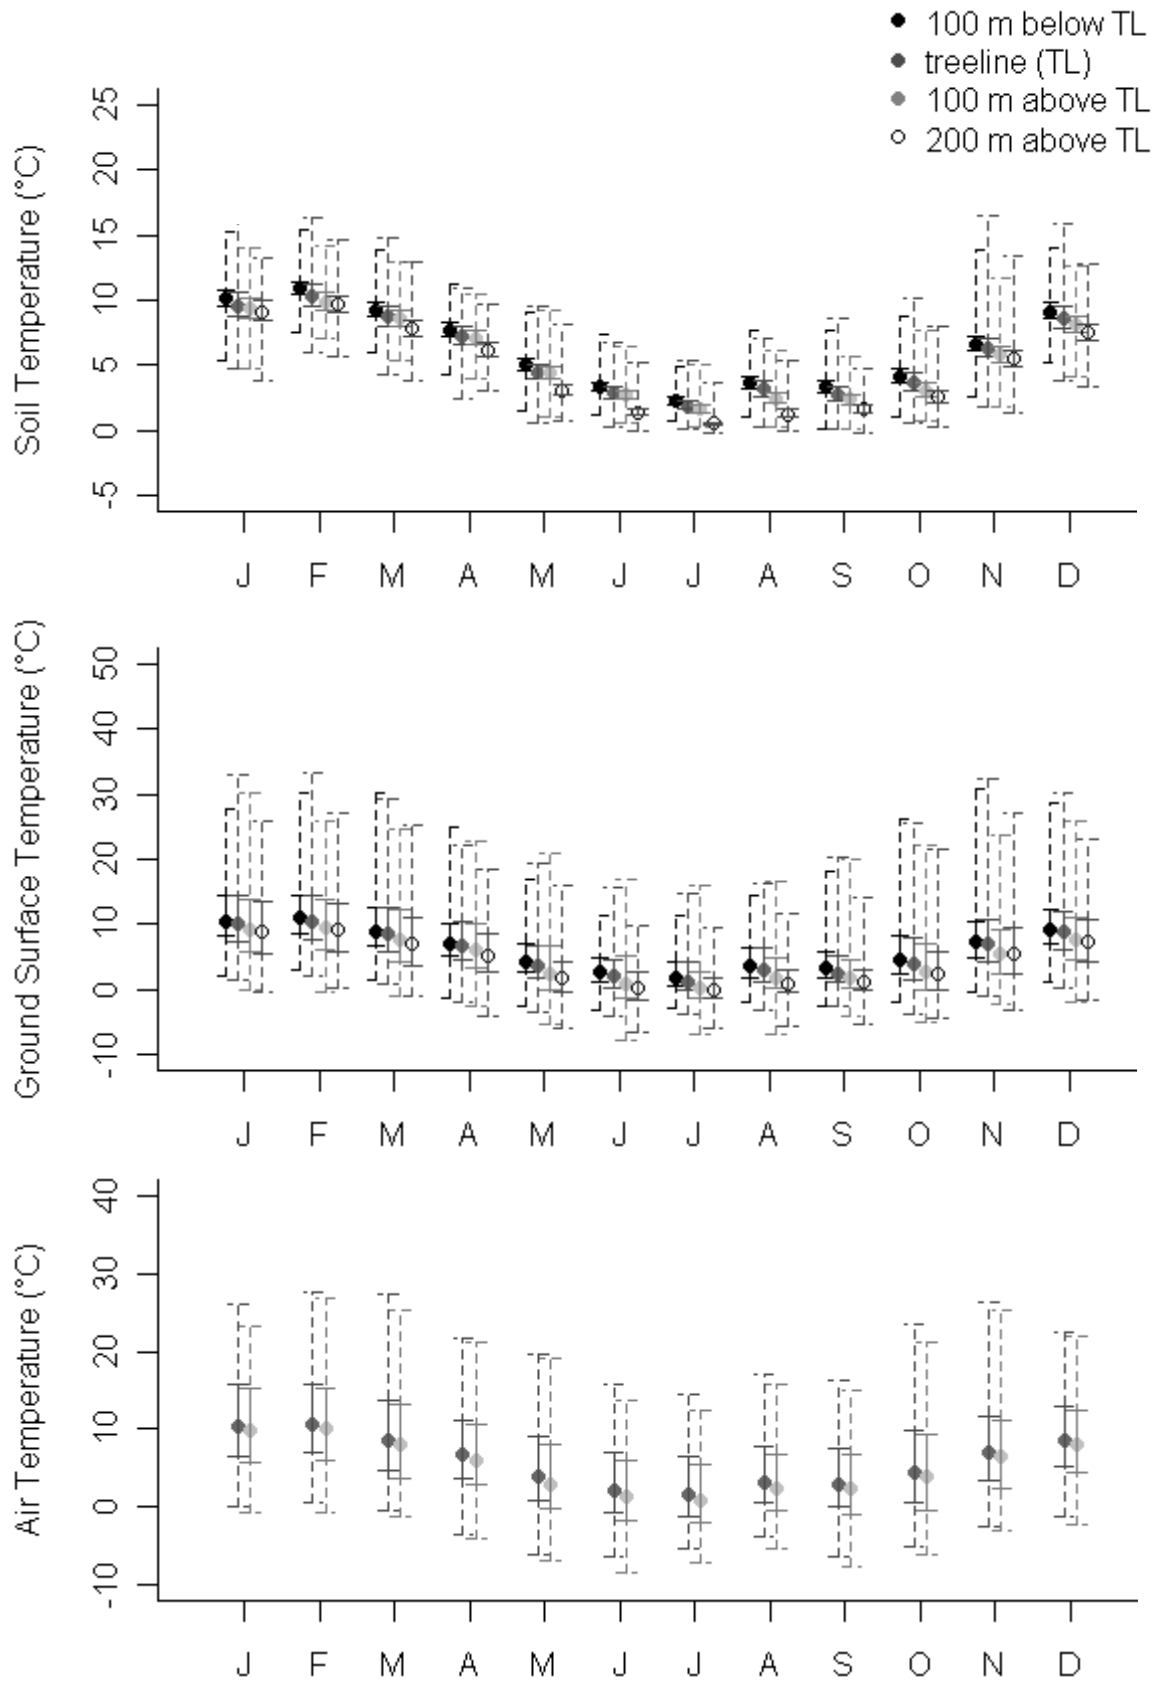 100 m below TL
treeline (TL)
100 m above TL
200 m above TL
Soil Temperature (°C)
25
20
15
10
5
0
-5
J F M A M J J A S O N D
Ground Surface Temperature (°C)
50
40
30
20
10
0
-10
J F M A M J J A S O N D
Air Temperature (°C)
40
30
20
10
0
-10
J F M A M J J A S O N D